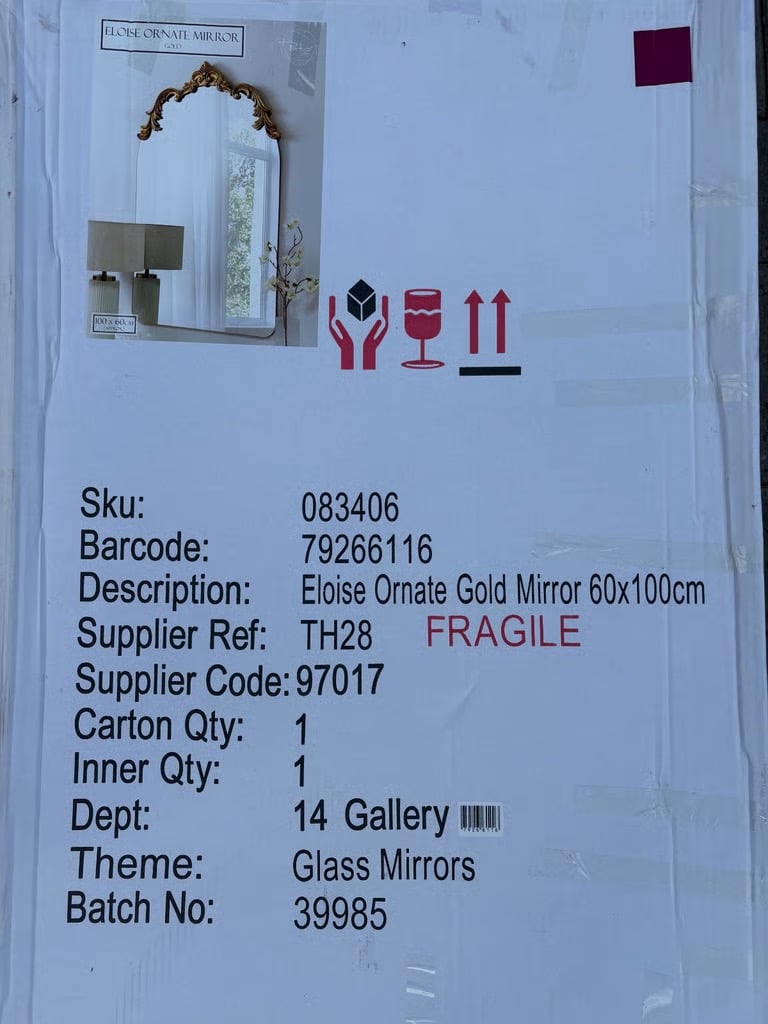 ELOISE ORNATE MIRROR
GOLD
100 x 60cm
APPROX
Sku: 083406
Barcode: 79266116
Description: Eloise Ornate Gold Mirror 60x100cm
Supplier Ref: TH28 FRAGILE
Supplier Code: 97017
Carton Qty: 1
Inner Qty: 1
Dept: 14 Gallery
79266116
Theme: Glass Mirrors
Batch No: 39985